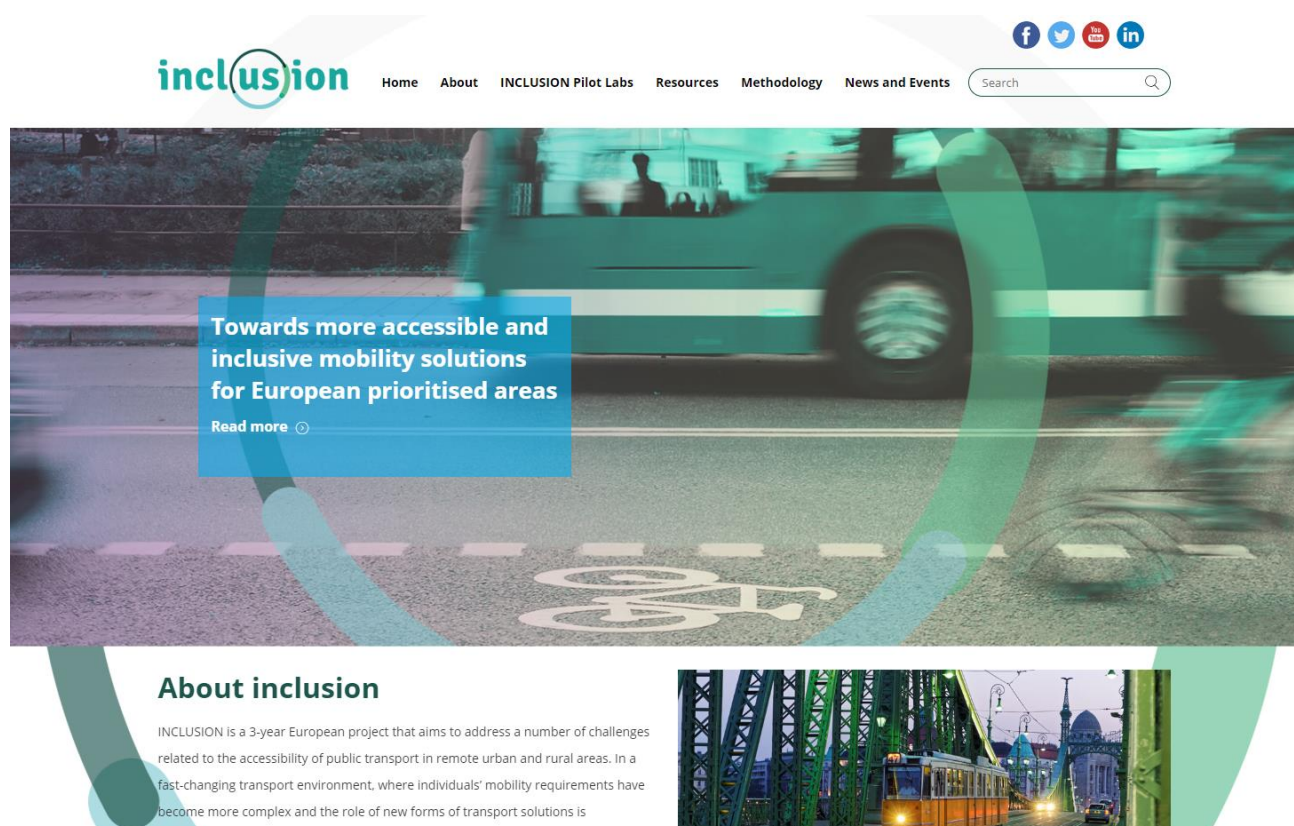 incl(us)ion
Home About INCLUSION Pilot Labs Resources Methodology News and Events Search
Towards more accessible and
inclusive mobility solutions
for European prioritised areas
Read more
About inclusion
INCLUSION is a 3-year European project that aims to address a number of challenges
related to the accessibility of public transport in remote urban and rural areas. In a
fast-changing transport environment, where individuals’ mobility requirements have
become more complex and the role of new forms of transport solutions is